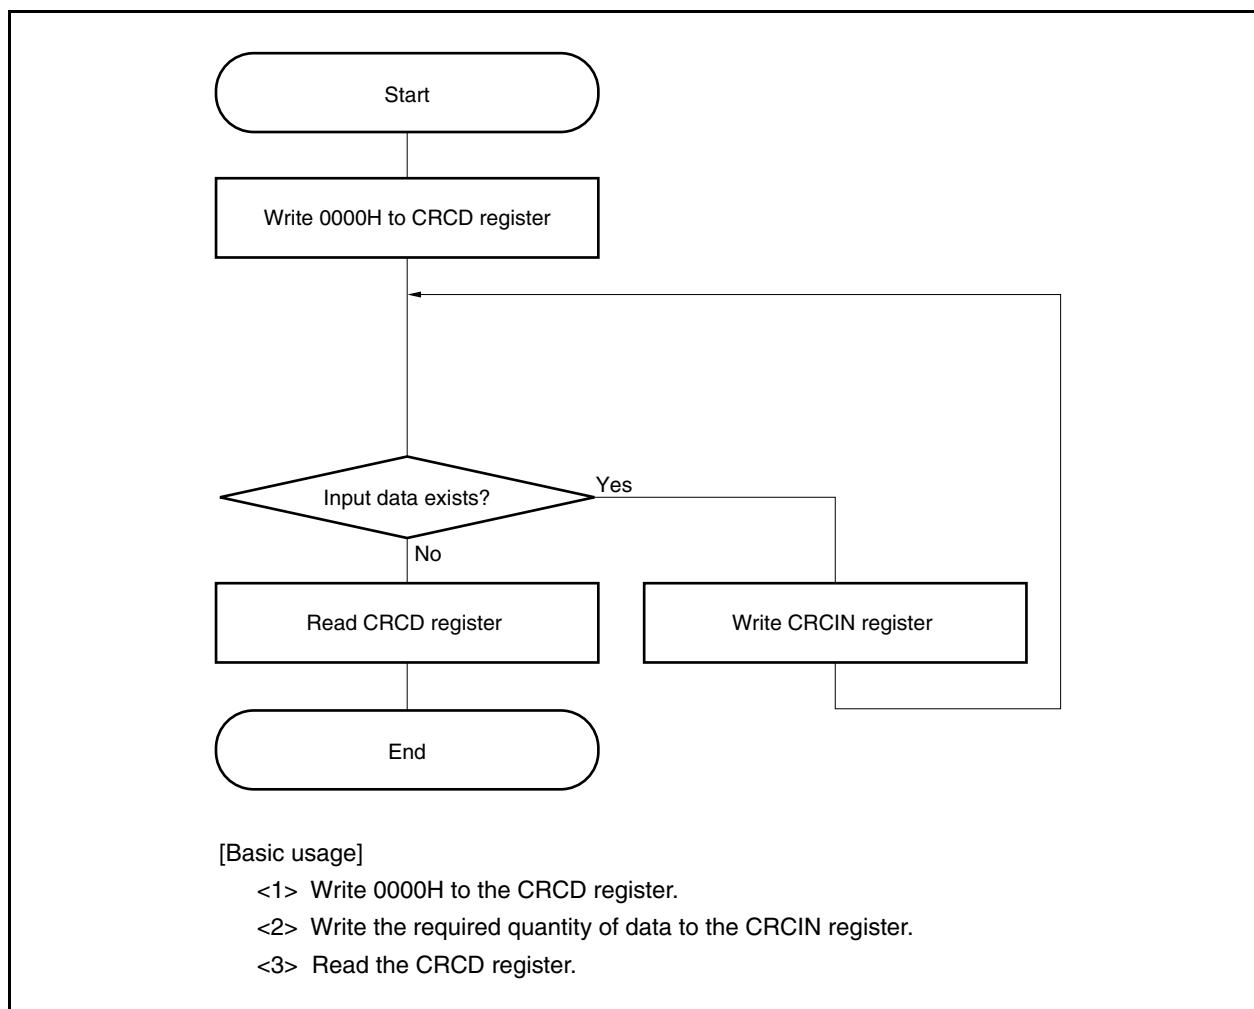 Start
Write 0000H to CRCD register
Input data exists?
Yes
No
Read CRCD register
Write CRCIN register
End
[Basic usage]
<1> Write 0000H to the CRCD register.
<2> Write the required quantity of data to the CRCIN register.
<3> Read the CRCD register.